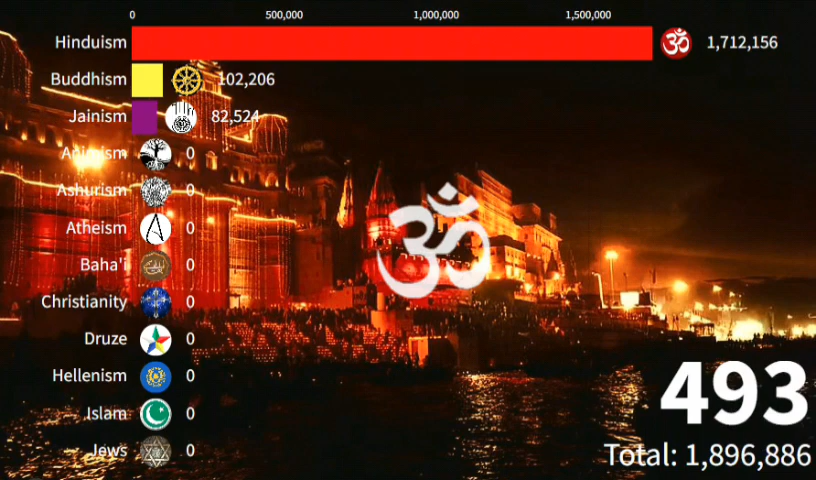 0 500,000 1,000,000 1,500,000
Hinduism ॐ 1,712,156
Buddhism 102,206
Jainism 82,524
Animism 0
Ashurism 0
Atheism 0
Baha'i 0
Christianity 0
Druze 0
Hellenism 0
Islam 0
Jews 0
ॐ
493
Total: 1,896,886